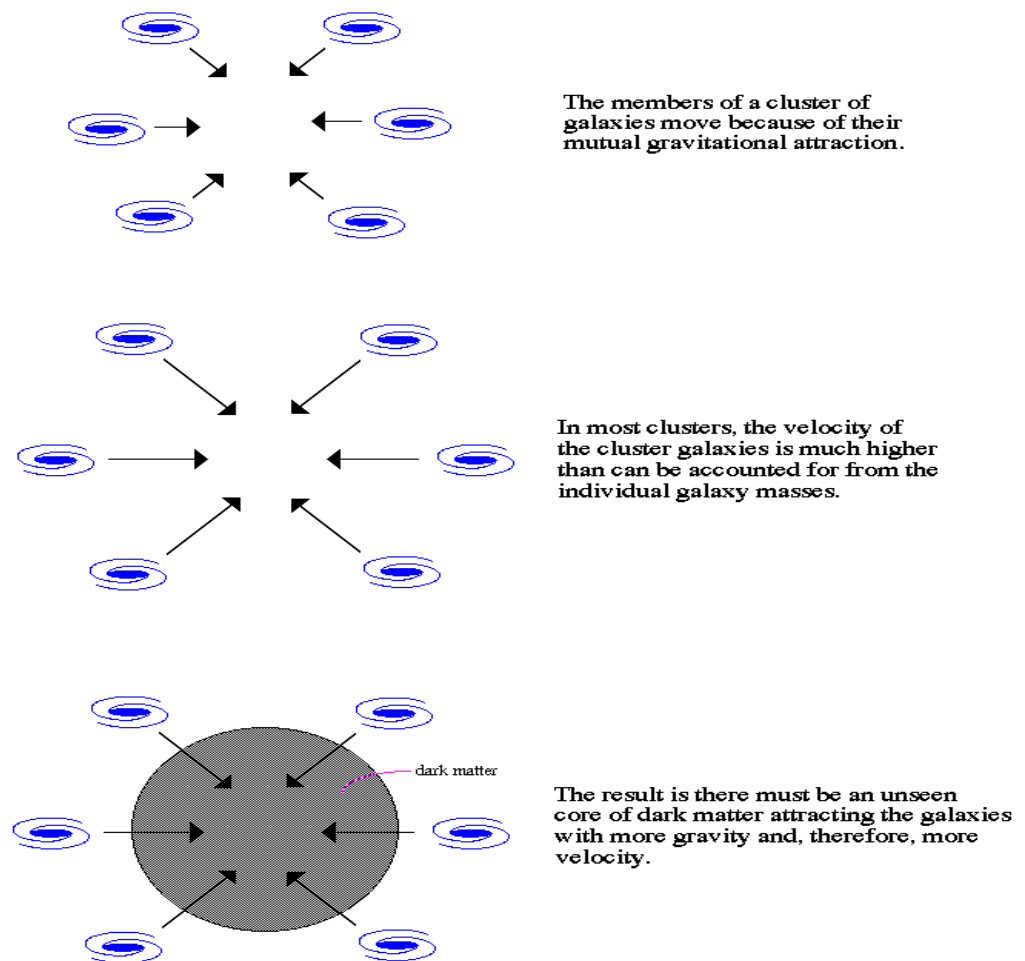 The members of a cluster of
galaxies move because of their
mutual gravitational attraction.
In most clusters, the velocity of
the cluster galaxies is much higher
than can be accounted for from the
individual galaxy masses.
dark matter
The result is there must be an unseen
core of dark matter attracting the galaxies
with more gravity and, therefore, more
velocity.